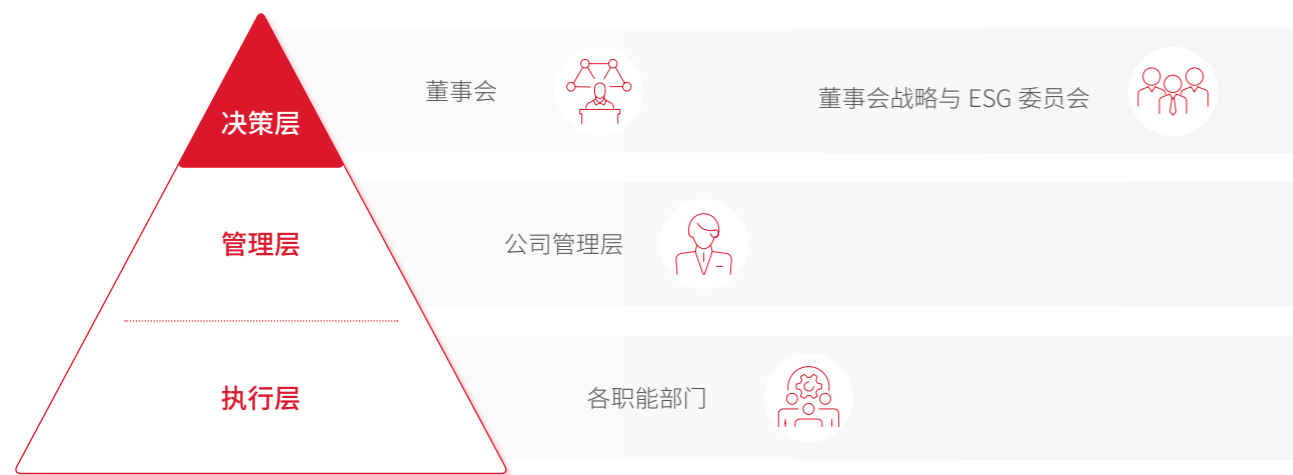 决策层
董事会
董事会战略与 ESG 委员会
管理层
公司管理层
执行层
各职能部门